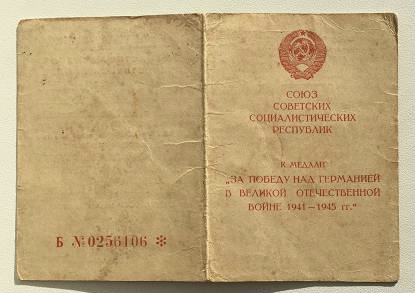 Б №0256106 *
СОЮЗ
СОВЕТСКИХ
СОЦИАЛИСТИЧЕСКИХ
РЕСПУБЛИК
К МЕДАЛИ
„ЗА ПОБЕДУ НАД ГЕРМАНИЕЙ
В ВЕЛИКОЙ ОТЕЧЕСТВЕННОЙ
ВОЙНЕ 1941—1945 гг.“